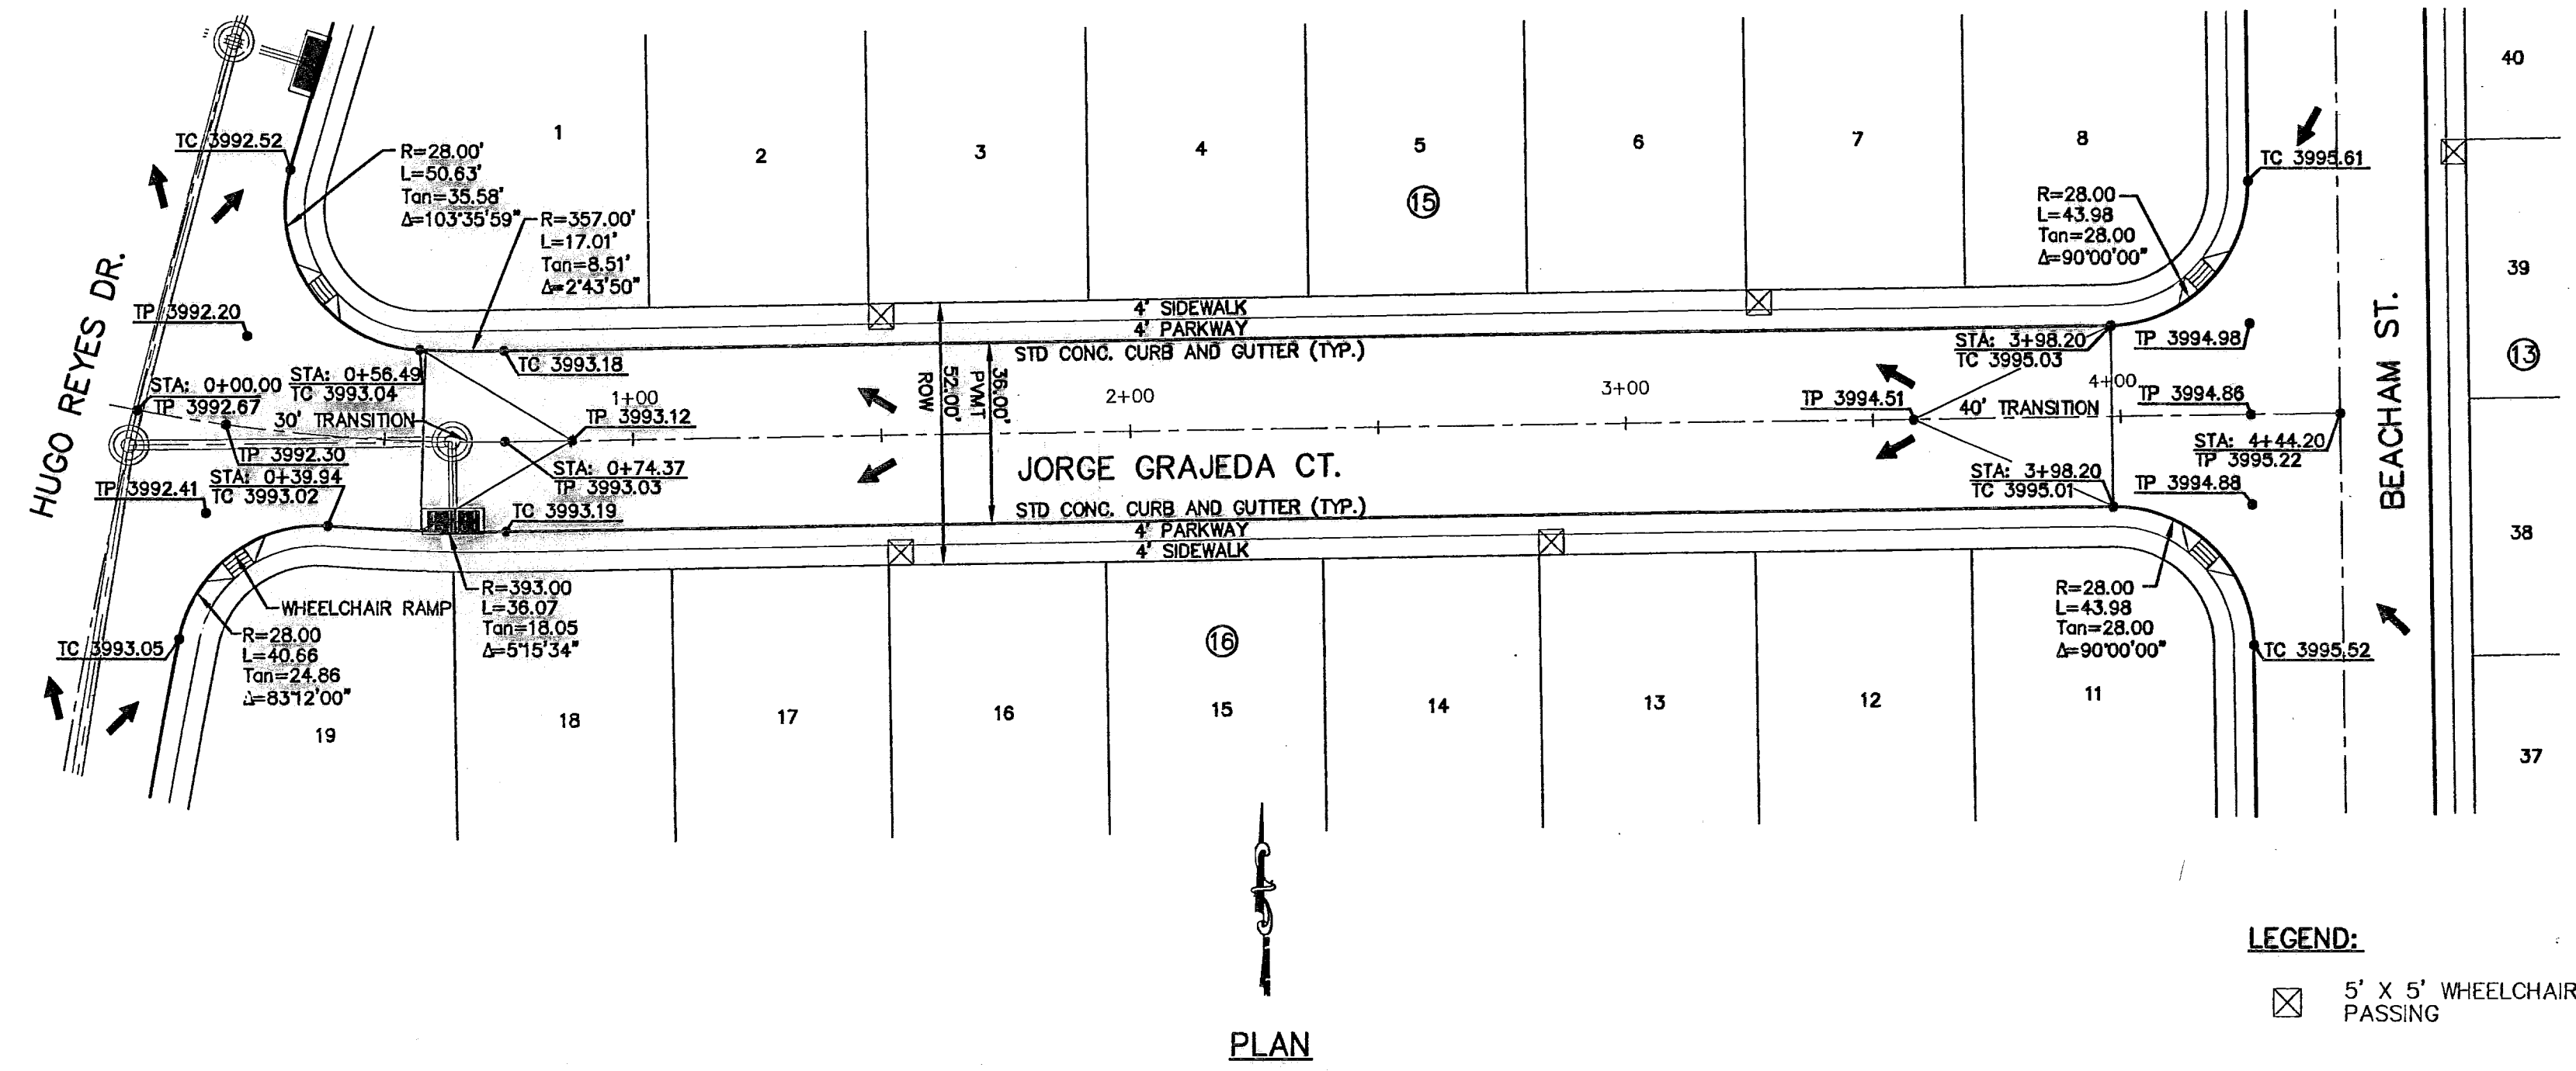 1
2
3
4
5
6
7
8
40
39
13
38
37
15
TC 3992.52
R=28.00'
L=50.63'
Tan=35.58'
Δ=103°35'59"
R=357.00'
L=17.01'
Tan=8.51'
Δ=2°43'50"
R=28.00
L=43.98
Tan=28.00
Δ=90°00'00"
TC 3995.61
HUGO REYES DR.
TP 3992.20
4' SIDEWALK
4' PARKWAY
STD CONC. CURB AND GUTTER (TYP.)
TC 3993.18
STA: 0+00.00
TP 3992.67
STA: 0+56.49
TC 3993.04
30' TRANSITION
1+00
TP 3993.12
36.00'
PVMT
52.00'
ROW
2+00
3+00
4+00
STA: 3+98.20
TC 3995.03
TP 3994.98
TP 3994.51
40' TRANSITION
TP 3994.86
STA: 4+44.20
TP 3995.22
BEACHAM ST.
TP 3992.30
STA: 0+39.94
TC 3993.02
TP 3992.41
STA: 0+74.37
TP 3993.03
JORGE GRAJEDA CT.
STA: 3+98.20
TC 3995.01
TP 3994.88
TC 3993.19
STD CONC. CURB AND GUTTER (TYP.)
4' PARKWAY
4' SIDEWALK
WHEELCHAIR RAMP
R=393.00
L=36.07
Tan=18.05
Δ=5°15'34"
R=28.00
L=40.66
Tan=24.86
Δ=83°12'00"
TC 3993.05
R=28.00
L=43.98
Tan=28.00
Δ=90°00'00"
TC 3995.52
16
19
18
17
16
15
14
13
12
11
PLAN
LEGEND:
5' X 5' WHEELCHAIR
PASSING